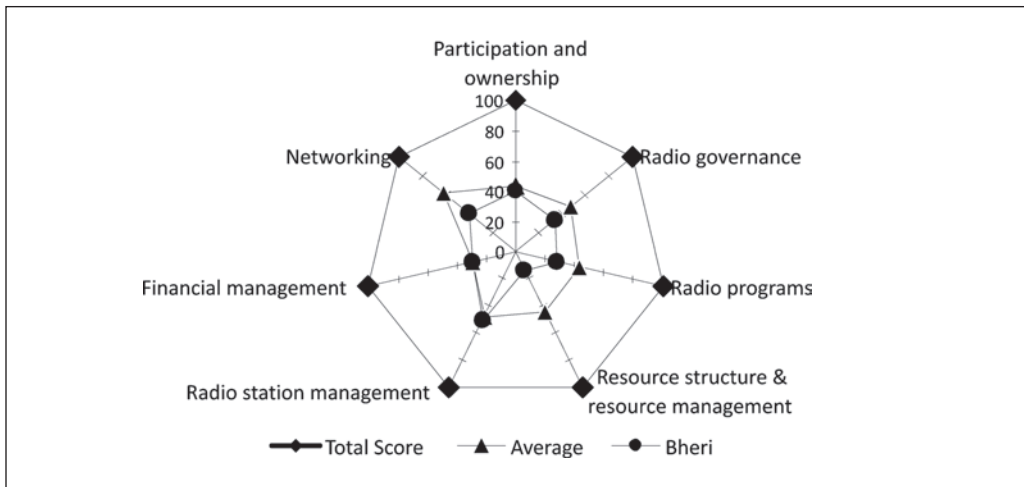 Participation and
ownership
100
80
60
40
20
0
Networking
Radio governance
Financial management
Radio programs
Radio station management
Resource structure &
resource management
Total Score
Average
Bheri